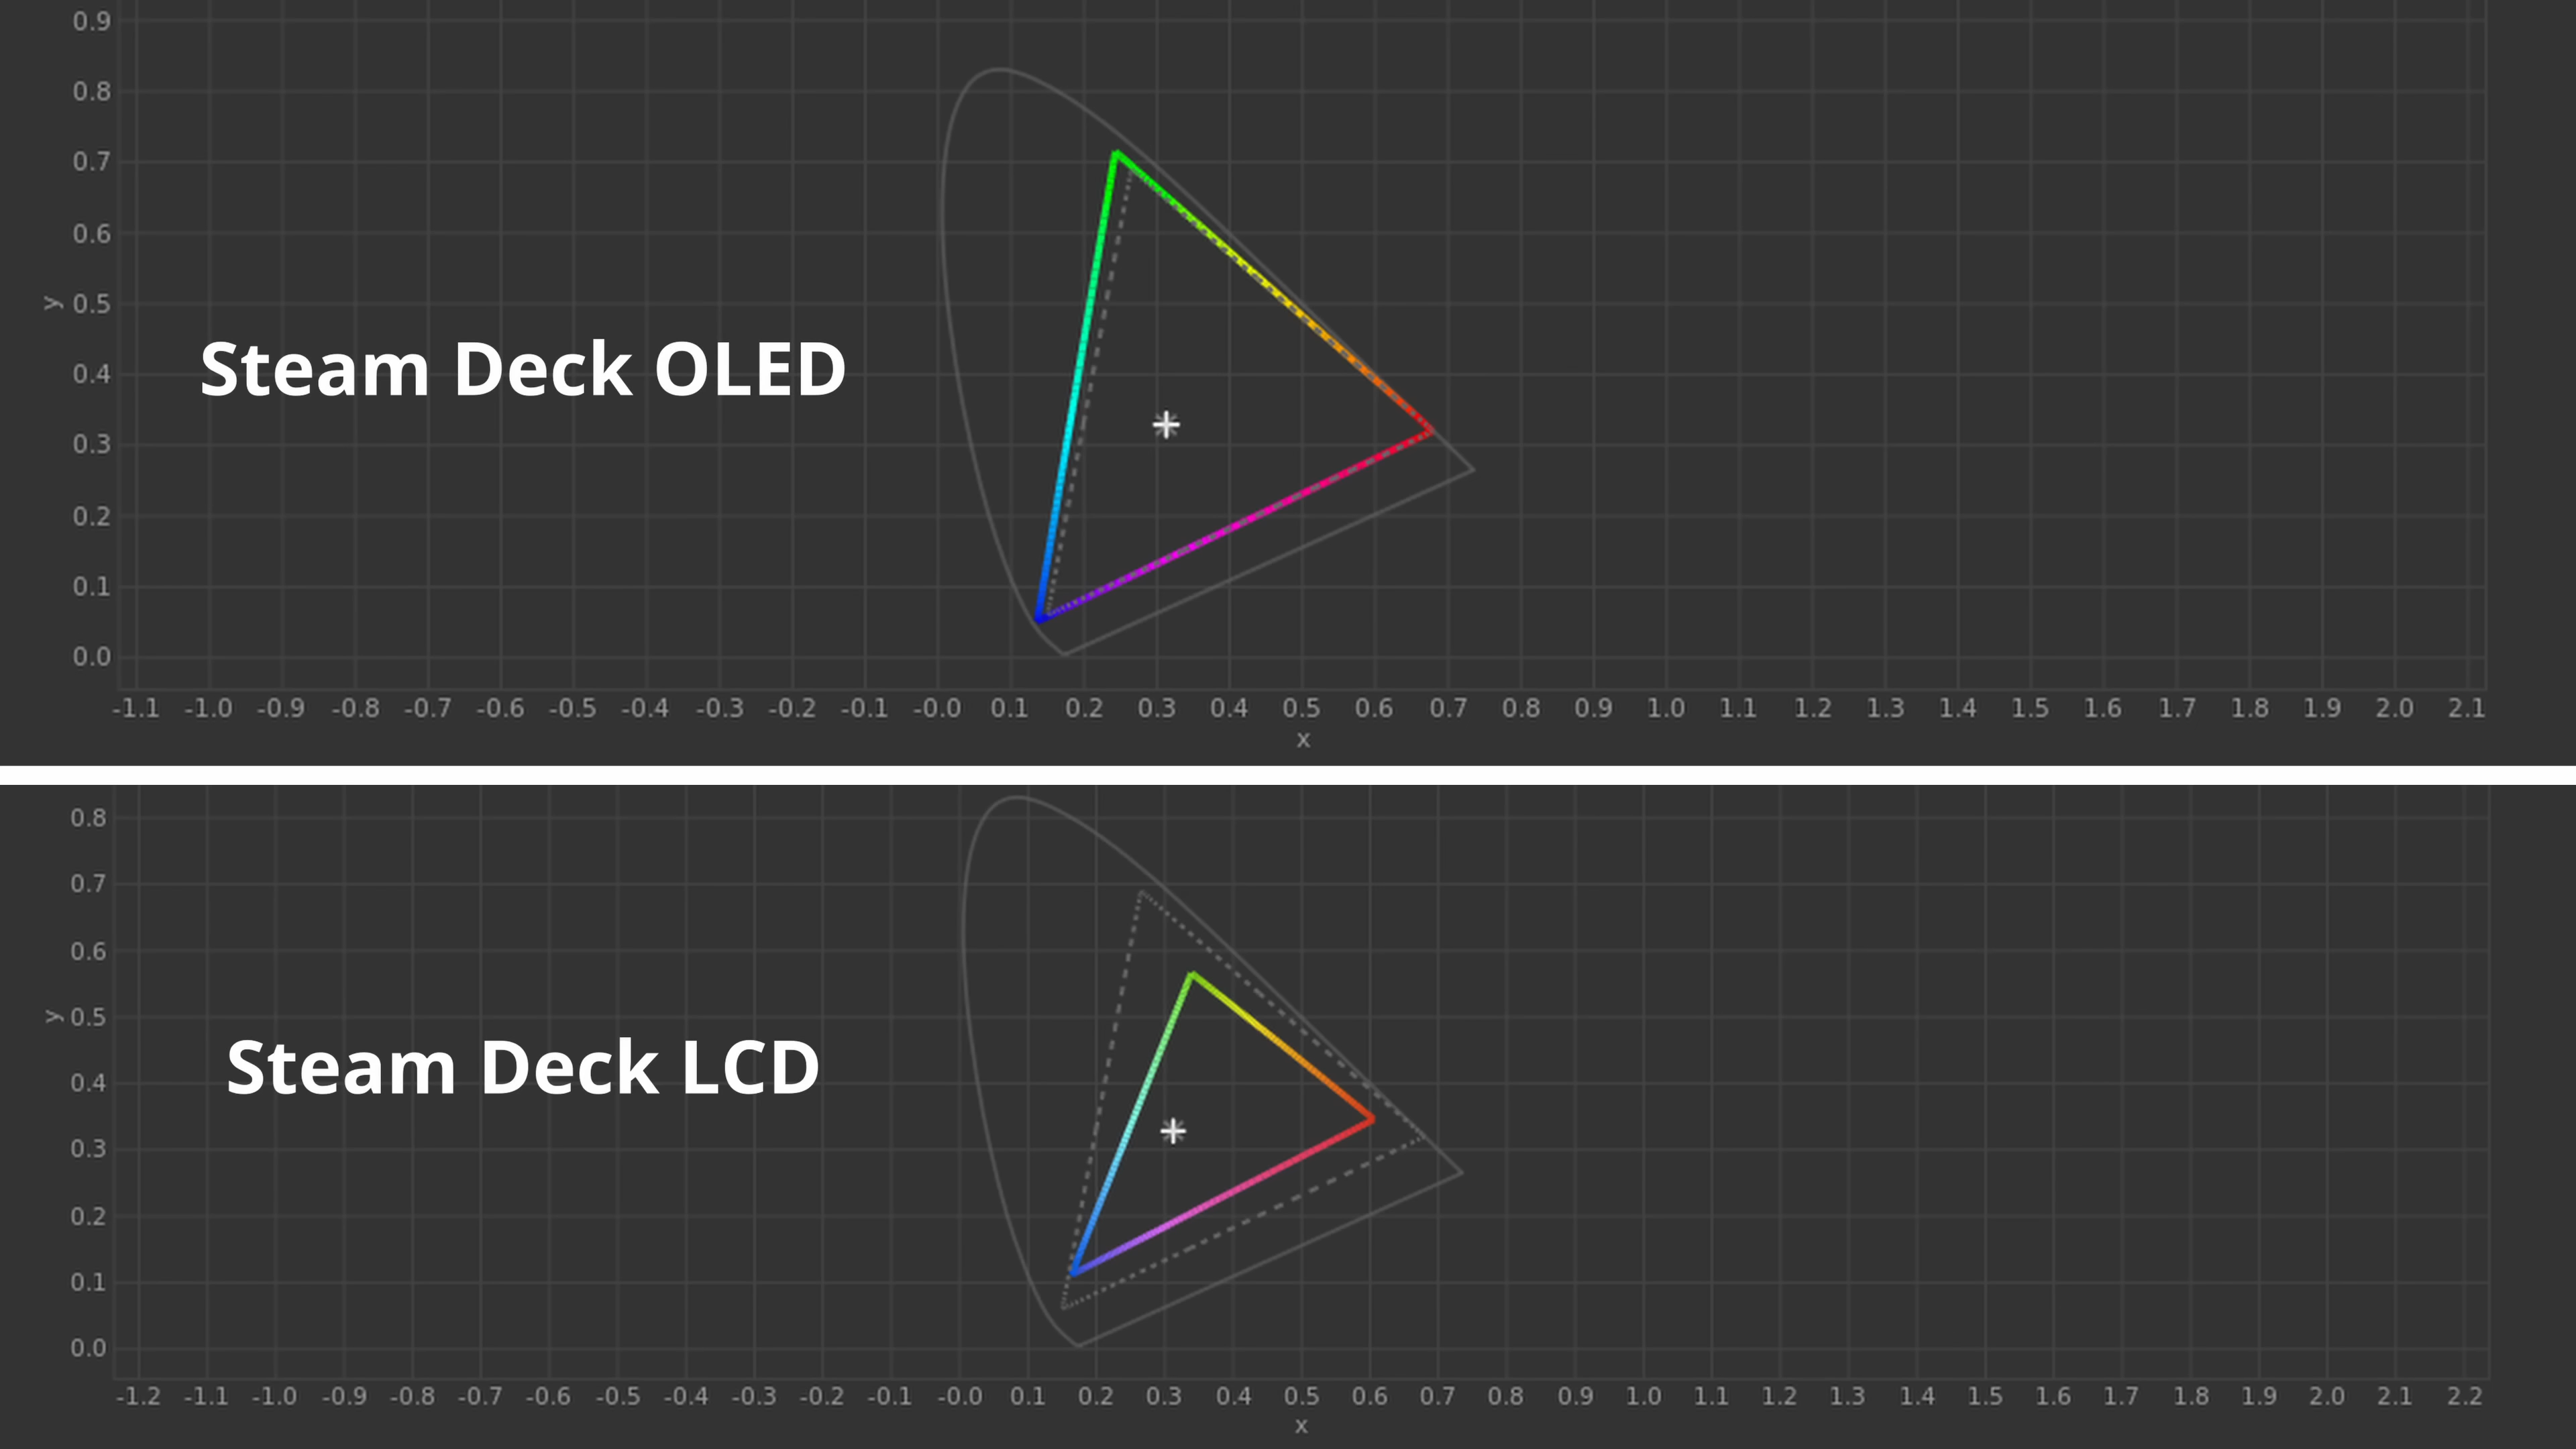 0.9
0.8
0.7
0.6
y 0.5
Steam Deck OLED
0.4
0.3
0.2
0.1
0.0
-1.1 -1.0 -0.9 -0.8 -0.7 -0.6 -0.5 -0.4 -0.3 -0.2 -0.1 -0.0 0.1 0.2 0.3 0.4 0.5 0.6 0.7 0.8 0.9 1.0 1.1 1.2 1.3 1.4 1.5 1.6 1.7 1.8 1.9 2.0 2.1
x
0.8
0.7
0.6
y 0.5
Steam Deck LCD
0.4
0.3
0.2
0.1
0.0
-1.2 -1.1 -1.0 -0.9 -0.8 -0.7 -0.6 -0.5 -0.4 -0.3 -0.2 -0.1 -0.0 0.1 0.2 0.3 0.4 0.5 0.6 0.7 0.8 0.9 1.0 1.1 1.2 1.3 1.4 1.5 1.6 1.7 1.8 1.9 2.0 2.1 2.2
x